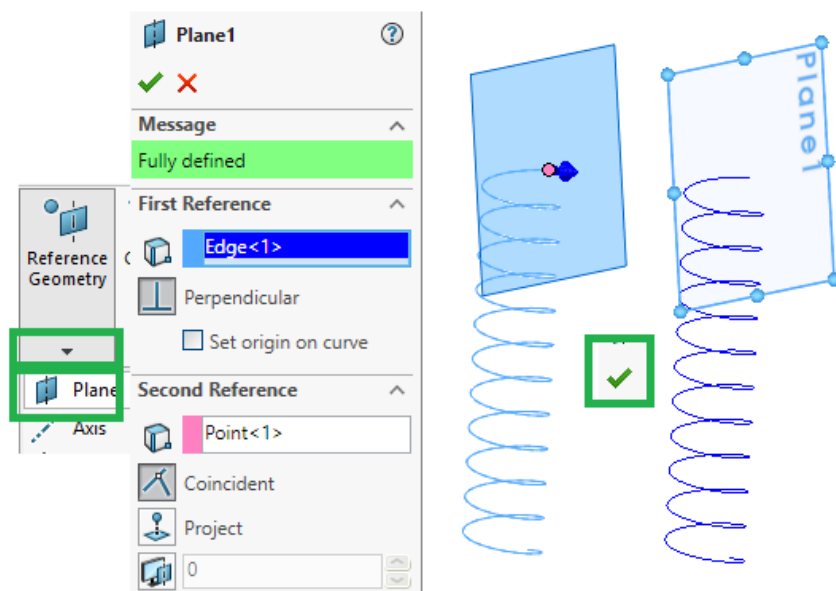 Plane1
Message
Fully defined
First Reference
Edge<1>
Perpendicular
Set origin on curve
Second Reference
Point<1>
Coincident
Project
0
Reference
Geometry
Plane
Axis
Plane1